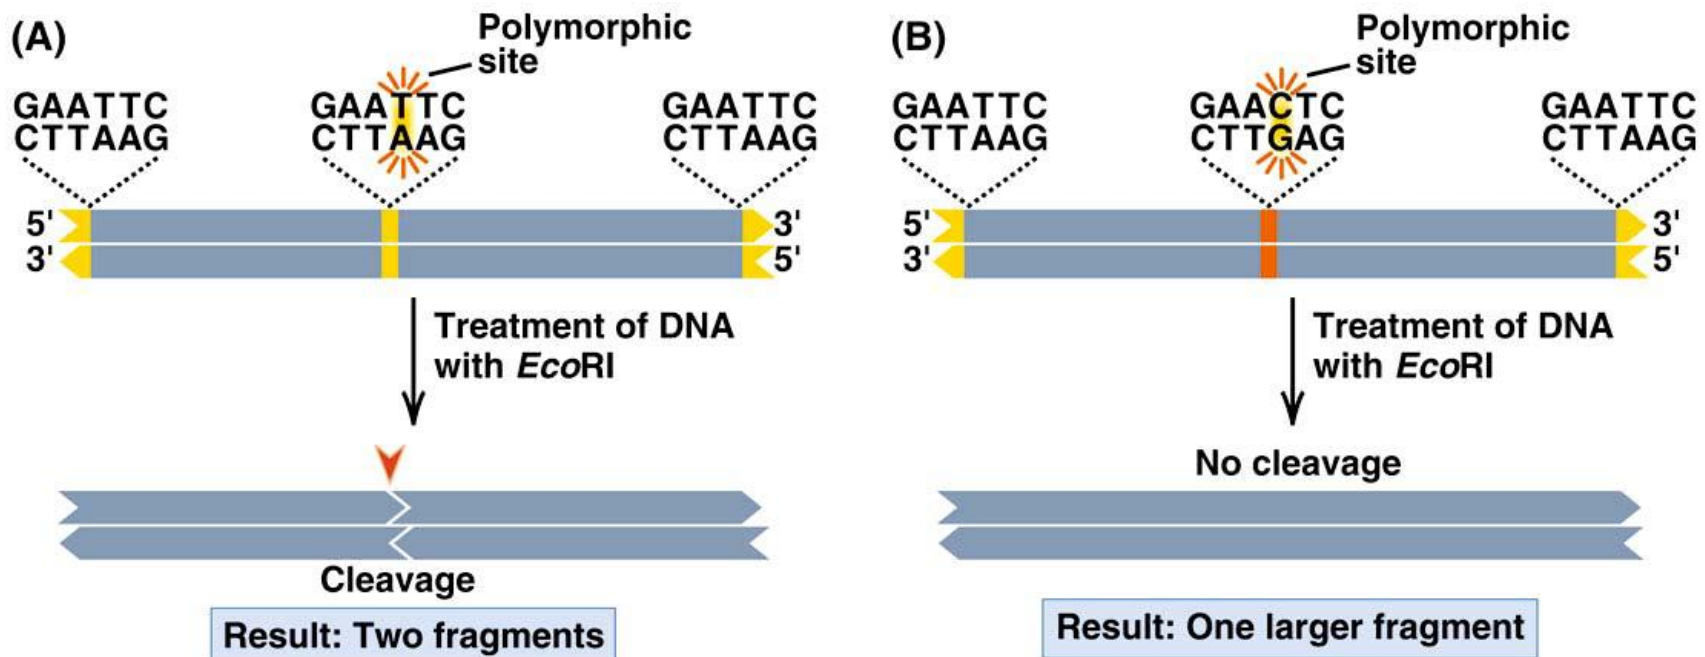 (A)
Polymorphic
site
GAATTC
CTTAAG
GAATTC
CTTAAG
GAATTC
CTTAAG
5'
3'
3'
5'
Treatment of DNA
with EcoRI
Cleavage
Result: Two fragments
(B)
Polymorphic
site
GAATTC
CTTAAG
GAACTC
CTTGAG
GAATTC
CTTAAG
5'
3'
3'
5'
Treatment of DNA
with EcoRI
No cleavage
Result: One larger fragment